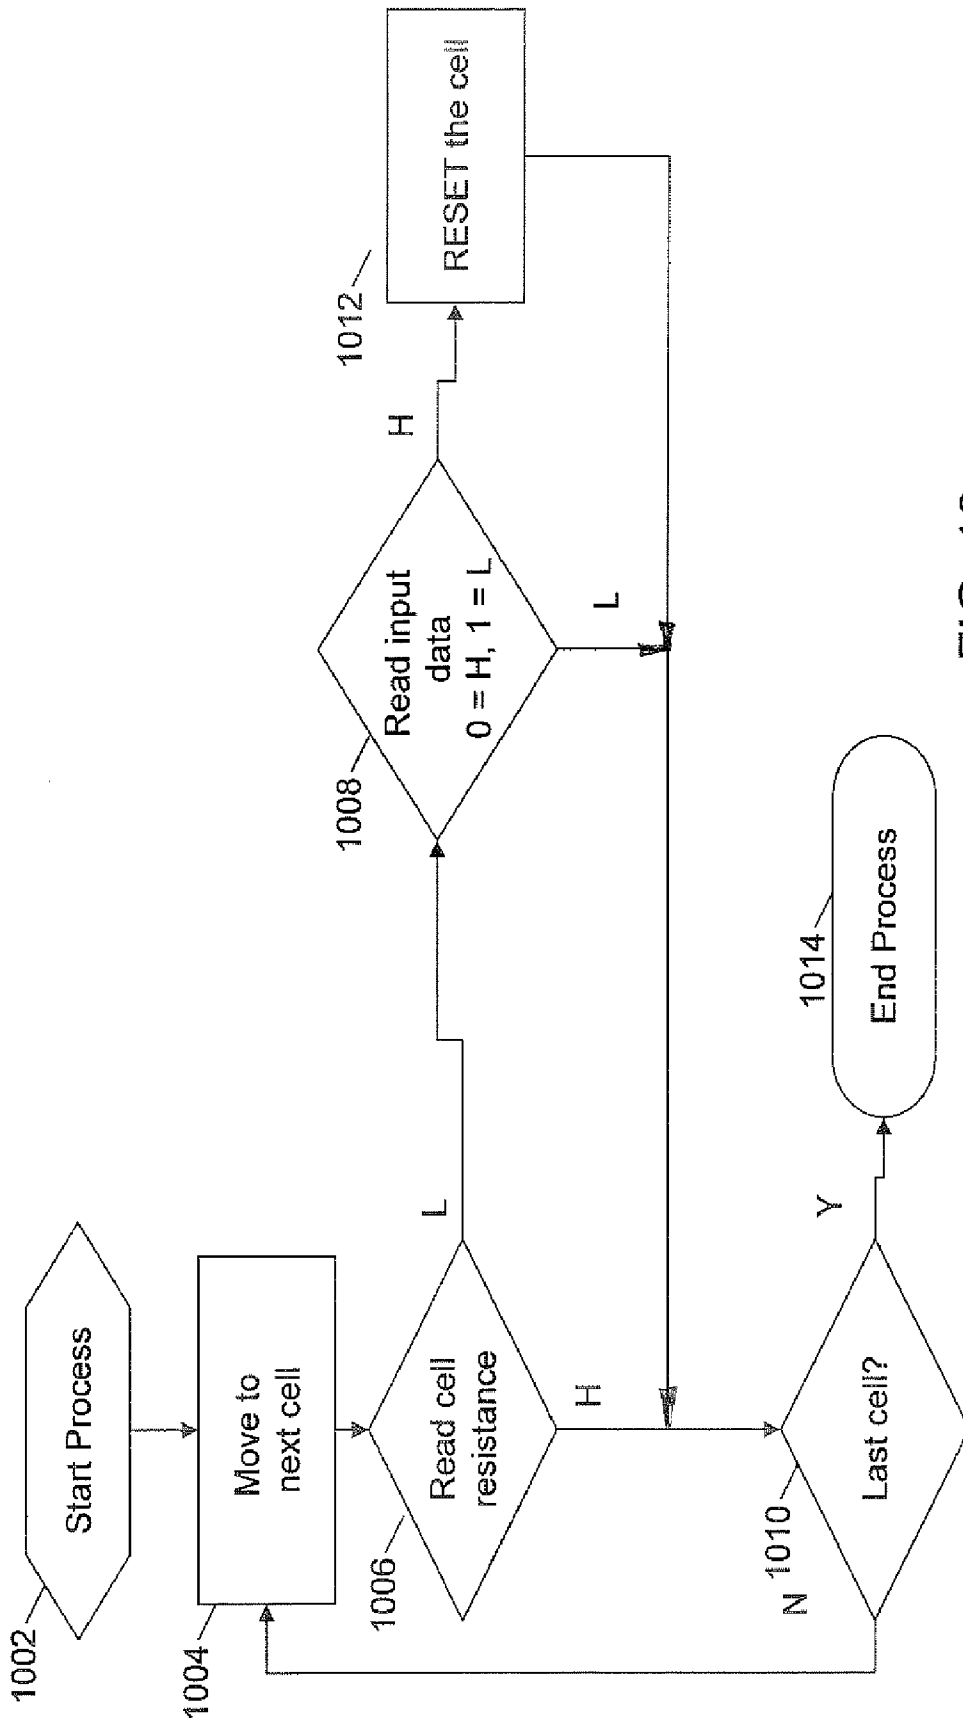 1002
Start Process
1004
Move to
next cell
1006
Read cell
resistance
L
H
1008
Read input
data
0 = H, 1 = L
H
L
1012
RESET the cell
1010
Last cell?
N
Y
1014
End Process